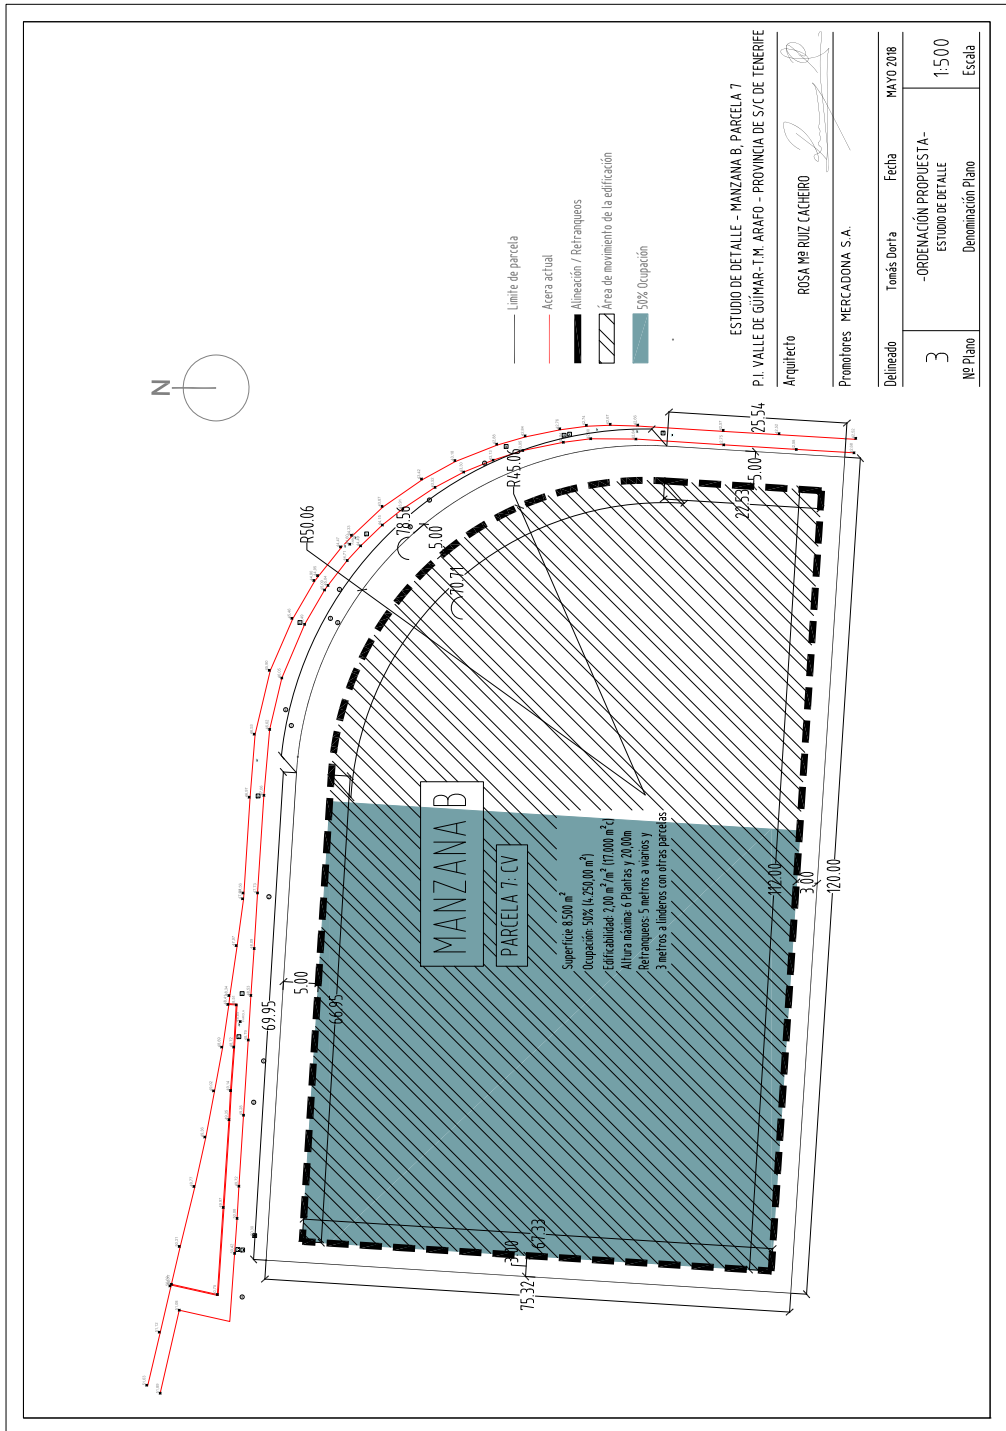 N
Límite de parcela
Acera actual
Alineación / Retranqueos
Área de movimiento de la edificación
50% Ocupación
ESTUDIO DE DETALLE - MANZANA B, PARCELA 7
P.I. VALLE DE GÜÍMAR-T.M. ARAFO - PROVINCIA DE S/C DE TENERIFE
Arquitecto ROSA Mª RUIZ CACHEIRO
Promotores MERCADONA S.A.
Delineado Tomás Dorta Fecha MAYO 2018
3 -ORDENACIÓN PROPUESTA- 1:500
ESTUDIO DE DETALLE
Nº Plano Denominación Plano Escala
MANZANA B
PARCELA 7: CV
Superficie 8.500 m²
Ocupación: 50% (4.250,00 m²)
Edificabilidad: 2,00 m²/m² (17.000 m²c)
Altura máxima: 6 Plantas y 20,00m
Retranqueos: 5 metros a viarios y
3 metros a linderos con otras parcelas
R50.06
R45.06
78.56
5.00
70.71
25.54
5.00
22.53
69.95
5.00
66.95
112.00
3.00
120.00
3.00
67.33
75.32